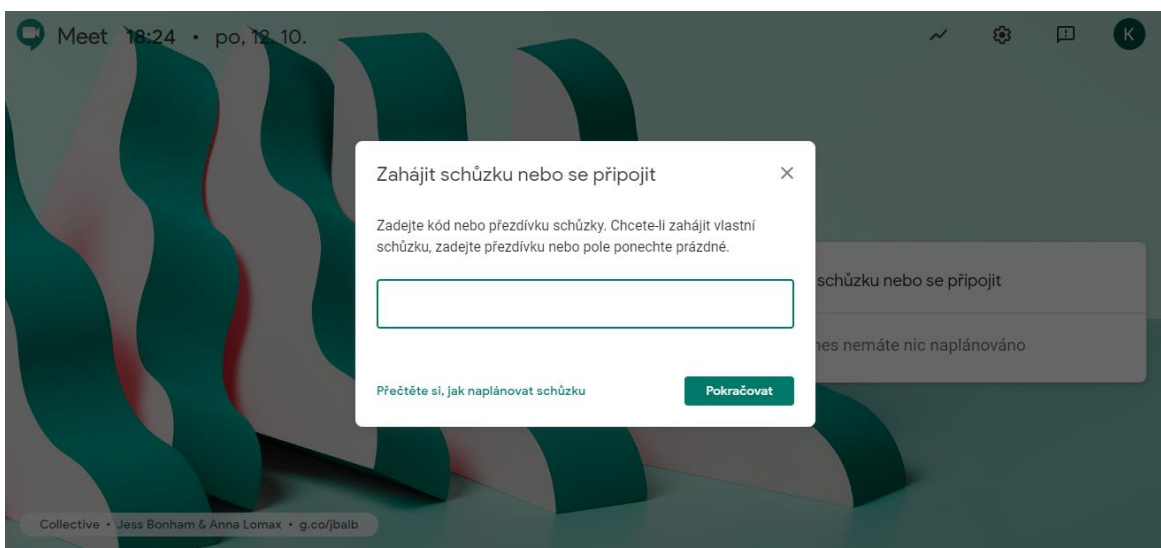 Meet 18:24 • po, 12. 10.
K
Zahájit schůzku nebo se připojit
Zadejte kód nebo přezdívku schůzky. Chcete-li zahájit vlastní
schůzku, zadejte přezdívku nebo pole ponechte prázdné.
schůzku nebo se připojit
nes nemáte nic naplánováno
Přečtěte si, jak naplánovat schůzku
Pokračovat
Collective • Jess Bonham & Anna Lomax • g.co/jbalb